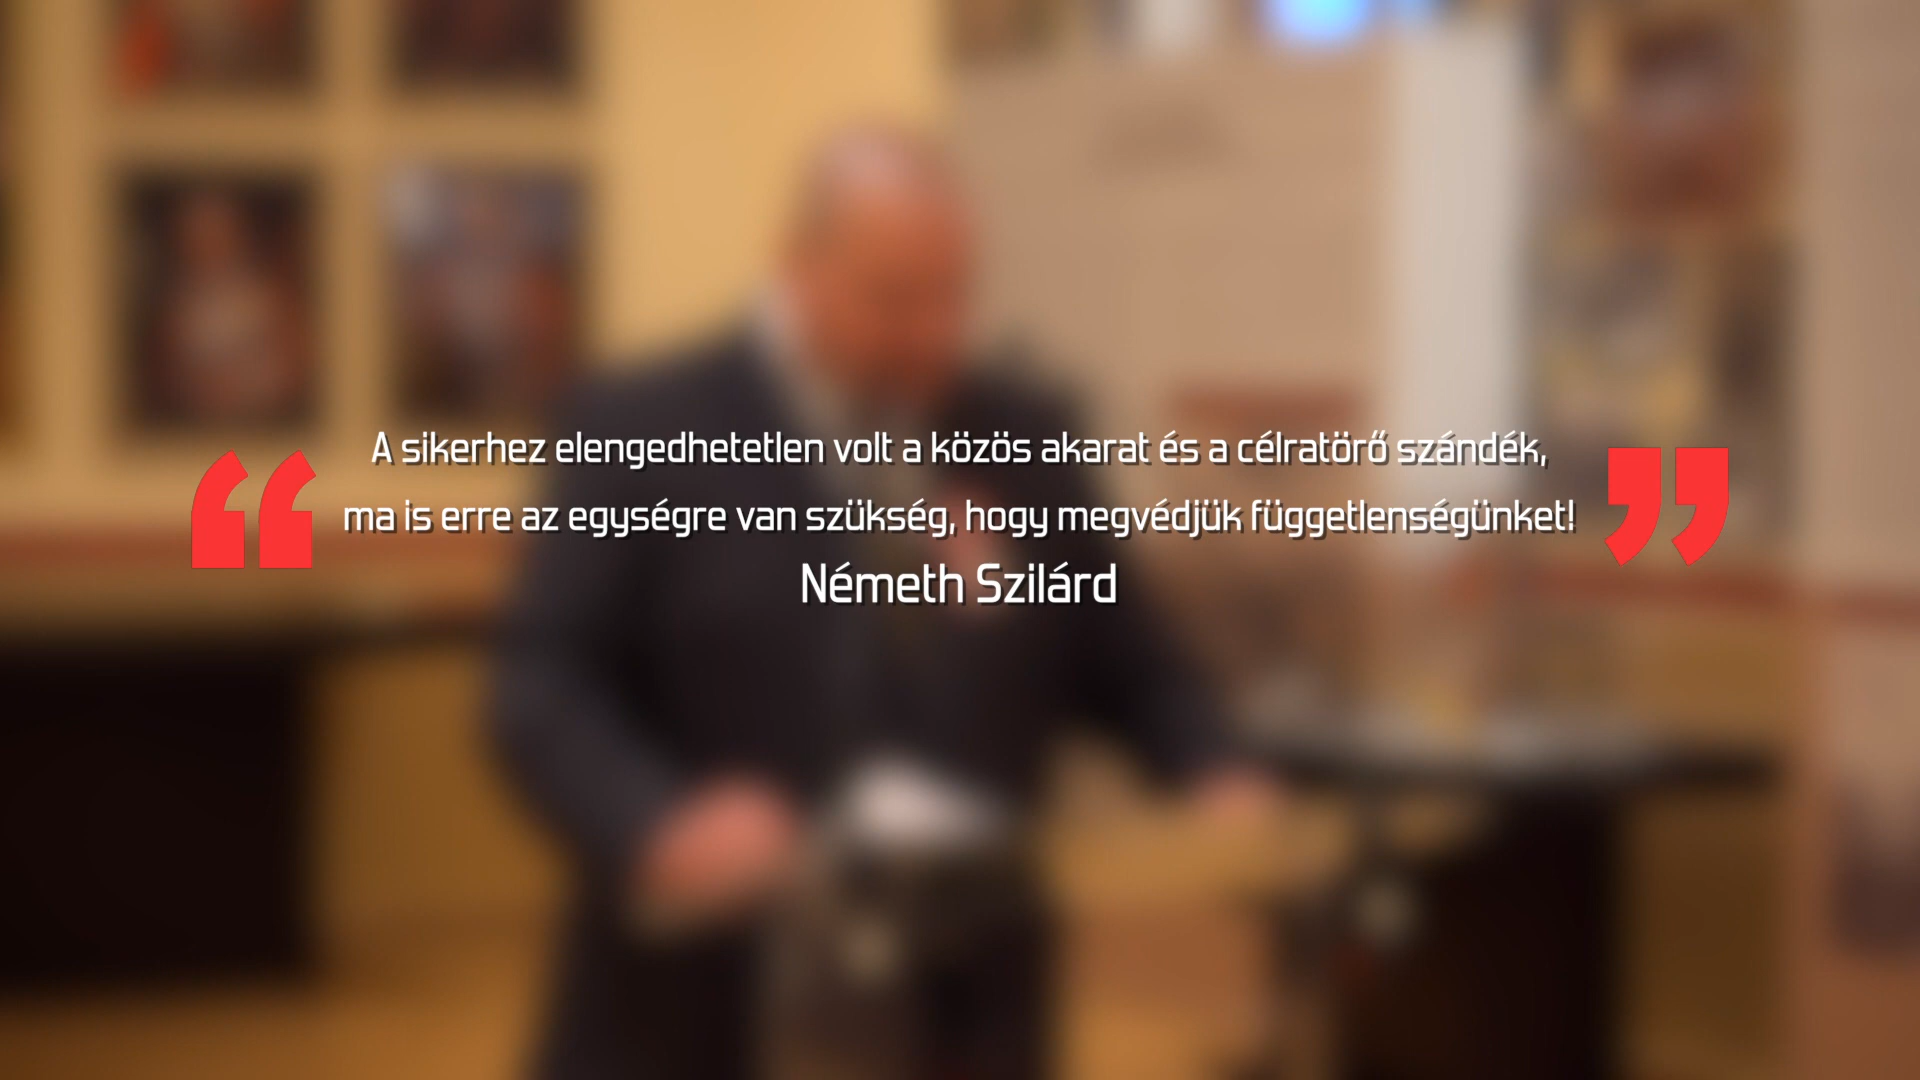 A sikerhez elengedhetetlen volt a közös akarat és a célratörő szándék,
ma is erre az egységre van szükség, hogy megvédjük függetlenségünket!
Németh Szilárd